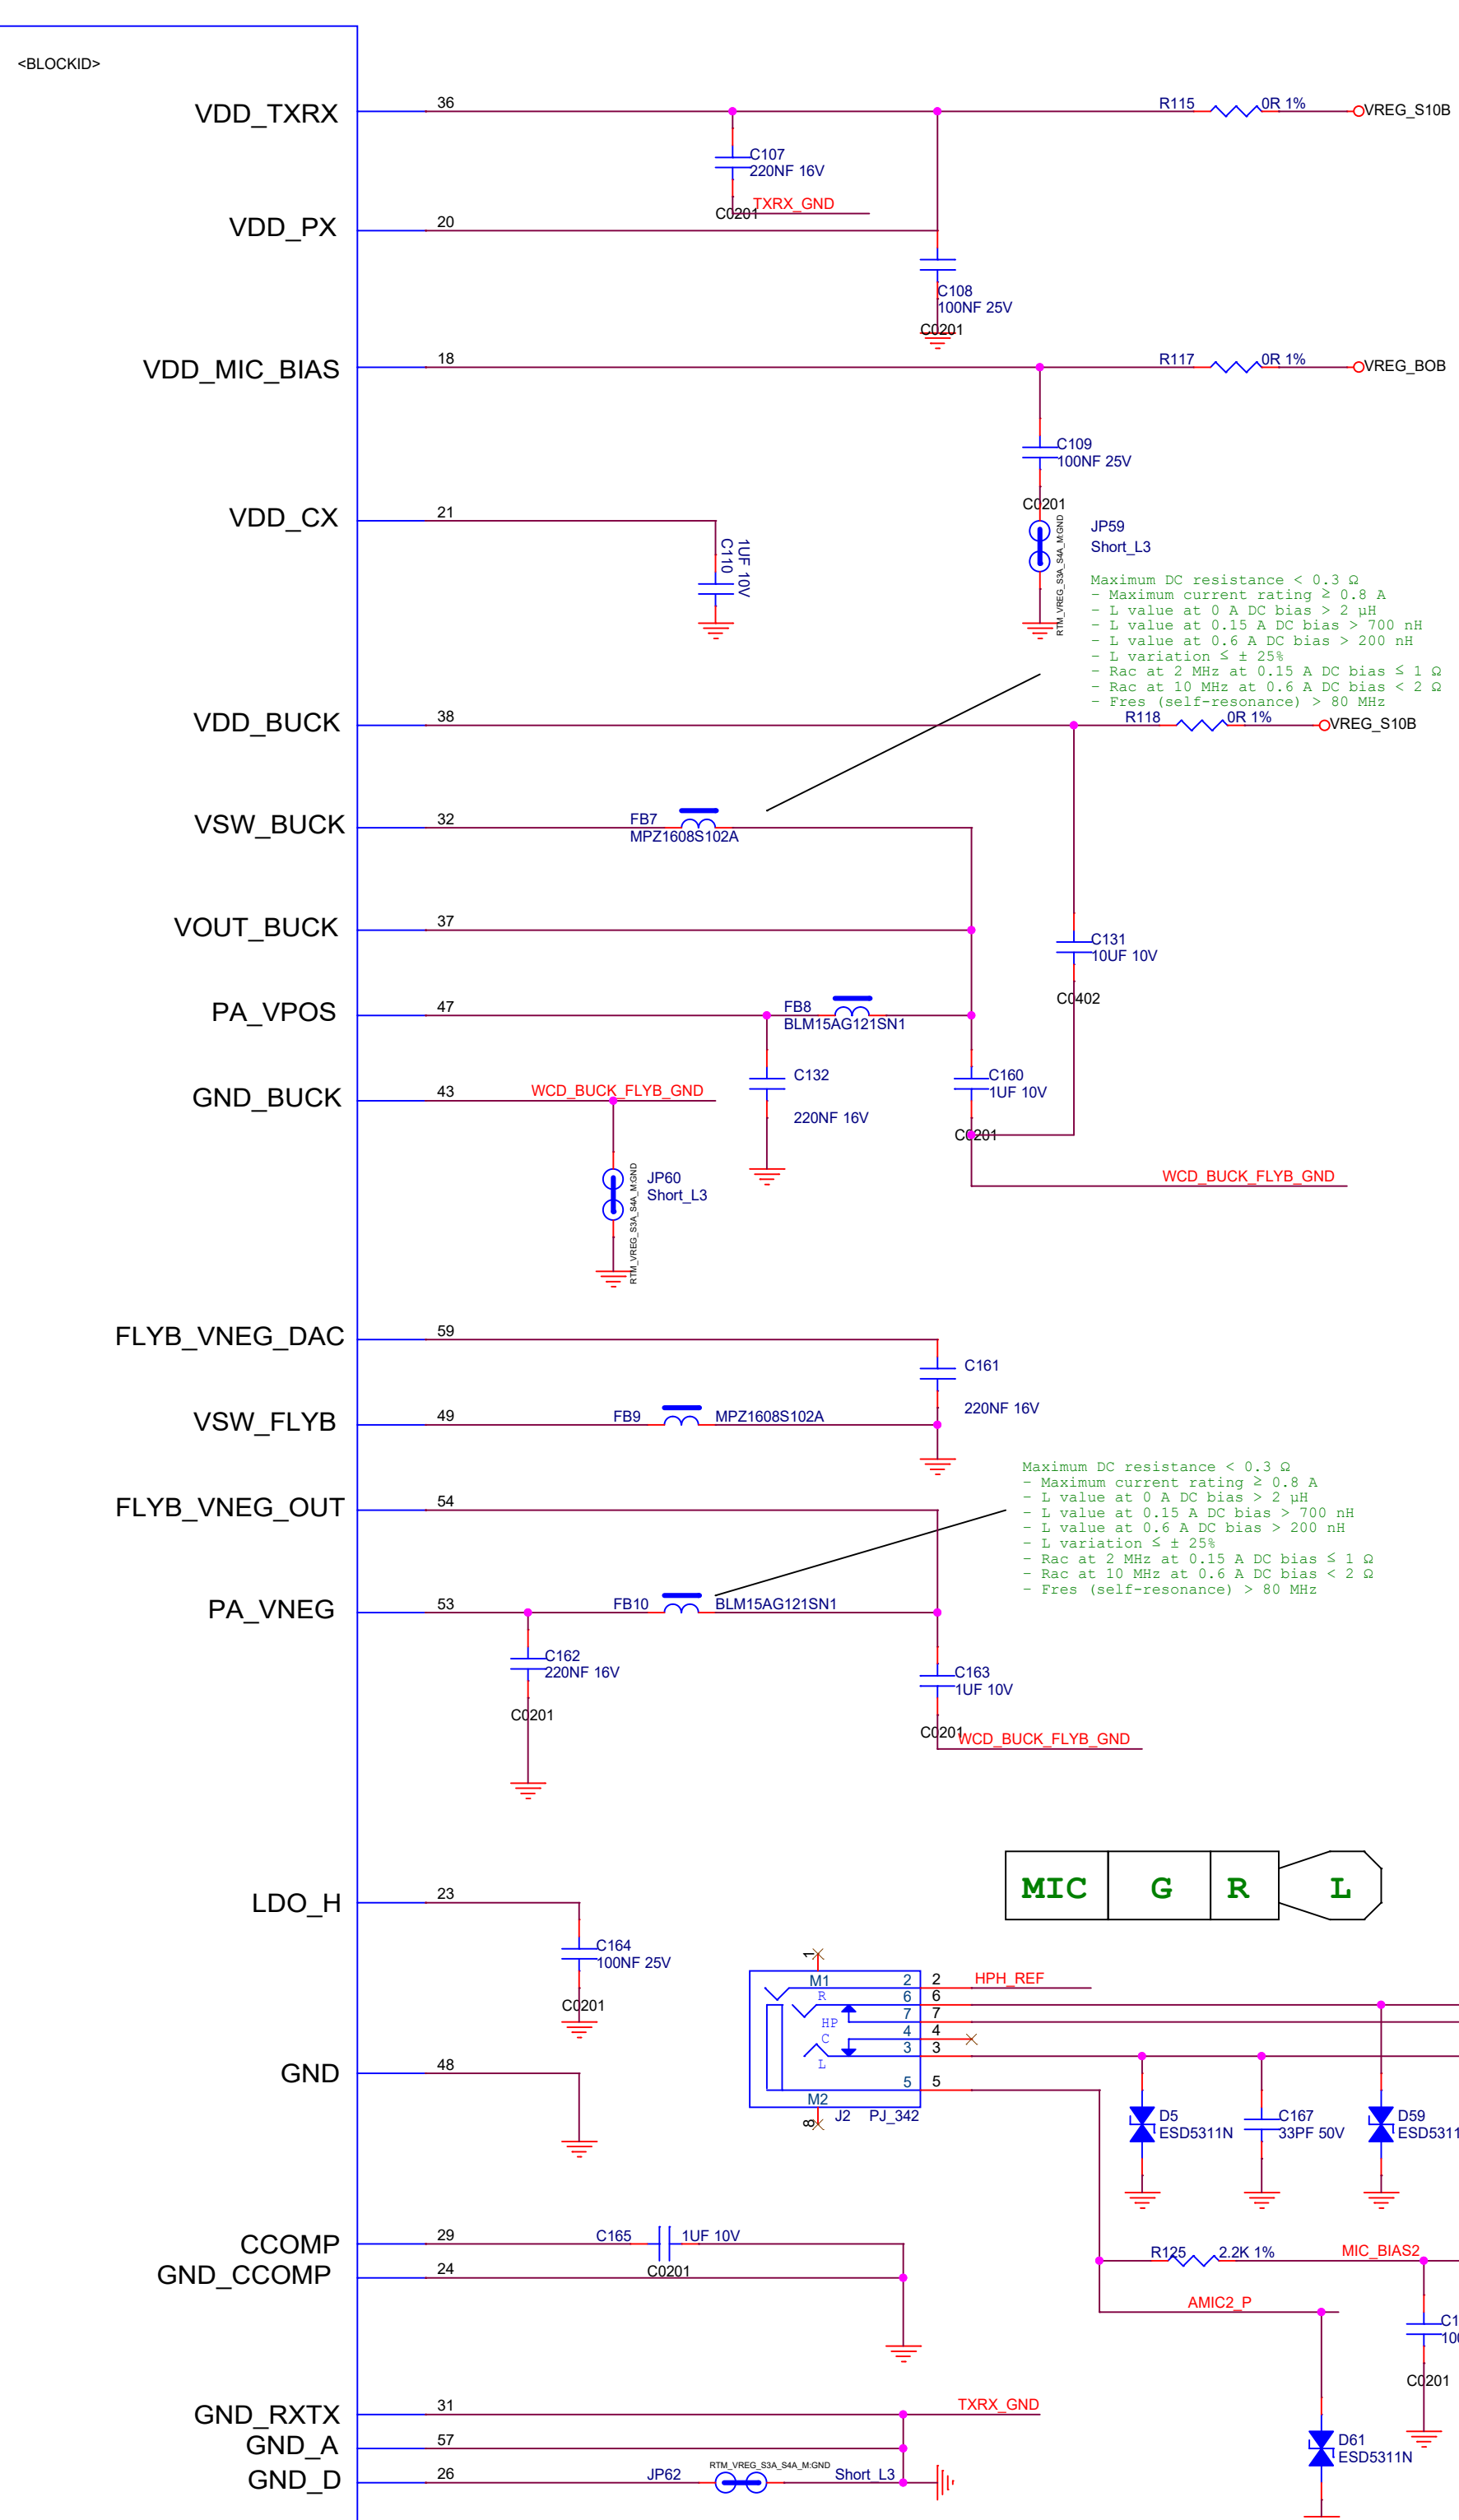 <BLOCKID>
VDD_TXRX 36 R115 0R 1% VREG_S10B
C107
220NF 16V
TXRX_GND
C0201
VDD_PX 20
C108
100NF 25V
C0201
VDD_MIC_BIAS 18 R117 0R 1% VREG_BOB
C109
100NF 25V
C0201
RTM_VREG_S3A_S4A_M:GND
JP59
Short_L3
VDD_CX 21
1UF 10V
C110
Maximum DC resistance < 0.3 Ω
- Maximum current rating ≥ 0.8 A
- L value at 0 A DC bias > 2 µH
- L value at 0.15 A DC bias > 700 nH
- L value at 0.6 A DC bias > 200 nH
- L variation ≤ ± 25%
- Rac at 2 MHz at 0.15 A DC bias ≤ 1 Ω
- Rac at 10 MHz at 0.6 A DC bias < 2 Ω
- Fres (self-resonance) > 80 MHz
VDD_BUCK 38 R118 0R 1% VREG_S10B
VSW_BUCK 32 FB7
MPZ1608S102A
VOUT_BUCK 37
C131
10UF 10V
C0402
PA_VPOS 47 FB8
BLM15AG121SN1
C132
220NF 16V
C160
1UF 10V
C0201
GND_BUCK 43 WCD_BUCK_FLYB_GND
WCD_BUCK_FLYB_GND
JP60
Short_L3
RTM_VREG_S3A_S4A_M:GND
FLYB_VNEG_DAC 59
C161
220NF 16V
VSW_FLYB 49 FB9 MPZ1608S102A
Maximum DC resistance < 0.3 Ω
- Maximum current rating ≥ 0.8 A
- L value at 0 A DC bias > 2 µH
- L value at 0.15 A DC bias > 700 nH
- L value at 0.6 A DC bias > 200 nH
- L variation ≤ ± 25%
- Rac at 2 MHz at 0.15 A DC bias ≤ 1 Ω
- Rac at 10 MHz at 0.6 A DC bias < 2 Ω
- Fres (self-resonance) > 80 MHz
FLYB_VNEG_OUT 54
PA_VNEG 53 FB10 BLM15AG121SN1
C162
220NF 16V
C0201
C163
1UF 10V
C0201
WCD_BUCK_FLYB_GND
MIC G R L
LDO_H 23
C164
100NF 25V
C0201
1
M1 2 2 HPH_REF
R 6 6
HP 7 7
C 4 4
L 3 3
5 5
M2
8 J2 PJ_342
GND 48
D5
ESD5311N
C167
33PF 50V
D59
ESD5311
CCOMP 29 C165 1UF 10V
C0201
GND_CCOMP 24
R125 2.2K 1% MIC_BIAS2
AMIC2_P
C1
10
C0201
GND_RXTX 31 TXRX_GND
GND_A 57
GND_D 26 JP62 RTM_VREG_S3A_S4A_M:GND Short_L3
D61
ESD5311N